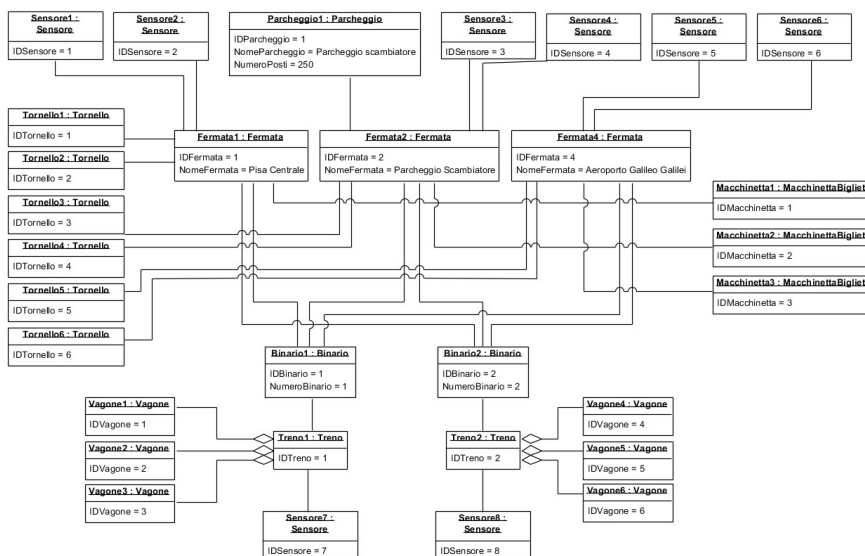 Sensore1 :
Sensore
IDSensore = 1
Sensore2 :
Sensore
IDSensore = 2
Parcheggio1 : Parcheggio
IDParcheggio = 1
NomeParcheggio = Parcheggio scambiatore
NumeroPosti = 250
Sensore3 :
Sensore
IDSensore = 3
Sensore4 :
Sensore
IDSensore = 4
Sensore5 :
Sensore
IDSensore = 5
Sensore6 :
Sensore
IDSensore = 6
Tornello1 : Tornello
IDTornello = 1
Tornello2 : Tornello
IDTornello = 2
Tornello3 : Tornello
IDTornello = 3
Tornello4 : Tornello
IDTornello = 4
Tornello5 : Tornello
IDTornello = 5
Tornello6 : Tornello
IDTornello = 6
Fermata1 : Fermata
IDFermata = 1
NomeFermata = Pisa Centrale
Fermata2 : Fermata
IDFermata = 2
NomeFermata = Parcheggio Scambiatore
Fermata4 : Fermata
IDFermata = 4
NomeFermata = Aeroporto Galileo Galilei
Macchinetta1 : MacchinettaBigliet
IDMacchinetta = 1
Macchinetta2 : MacchinettaBigliet
IDMacchinetta = 2
Macchinetta3 : MacchinettaBigliet
IDMacchinetta = 3
Binario1 : Binario
IDBinario = 1
NumeroBinario = 1
Binario2 : Binario
IDBinario = 2
NumeroBinario = 2
Vagone1 : Vagone
IDVagone = 1
Vagone2 : Vagone
IDVagone = 2
Vagone3 : Vagone
IDVagone = 3
Treno1 : Treno
IDTreno = 1
Treno2 : Treno
IDTreno = 2
Vagone4 : Vagone
IDVagone = 4
Vagone5 : Vagone
IDVagone = 5
Vagone6 : Vagone
IDVagone = 6
Sensore7 :
Sensore
IDSensore = 7
Sensore8 :
Sensore
IDSensore = 8